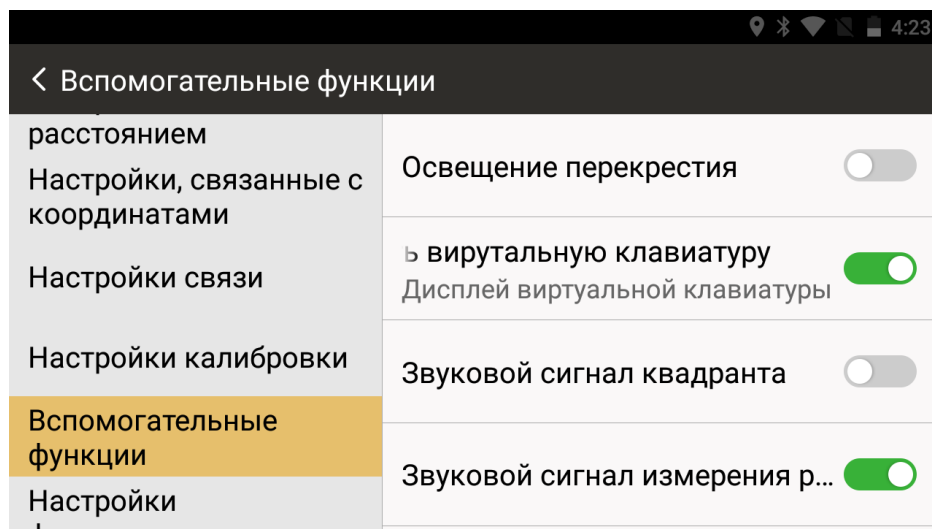 4:23
Вспомогательные функции
расстоянием
Настройки, связанные с
координатами
Настройки связи
Настройки калибровки
Вспомогательные
функции
Настройки
Освещение перекрестия
ь вирутальную клавиатуру
Дисплей виртуальной клавиатуры
Звуковой сигнал квадранта
Звуковой сигнал измерения р...